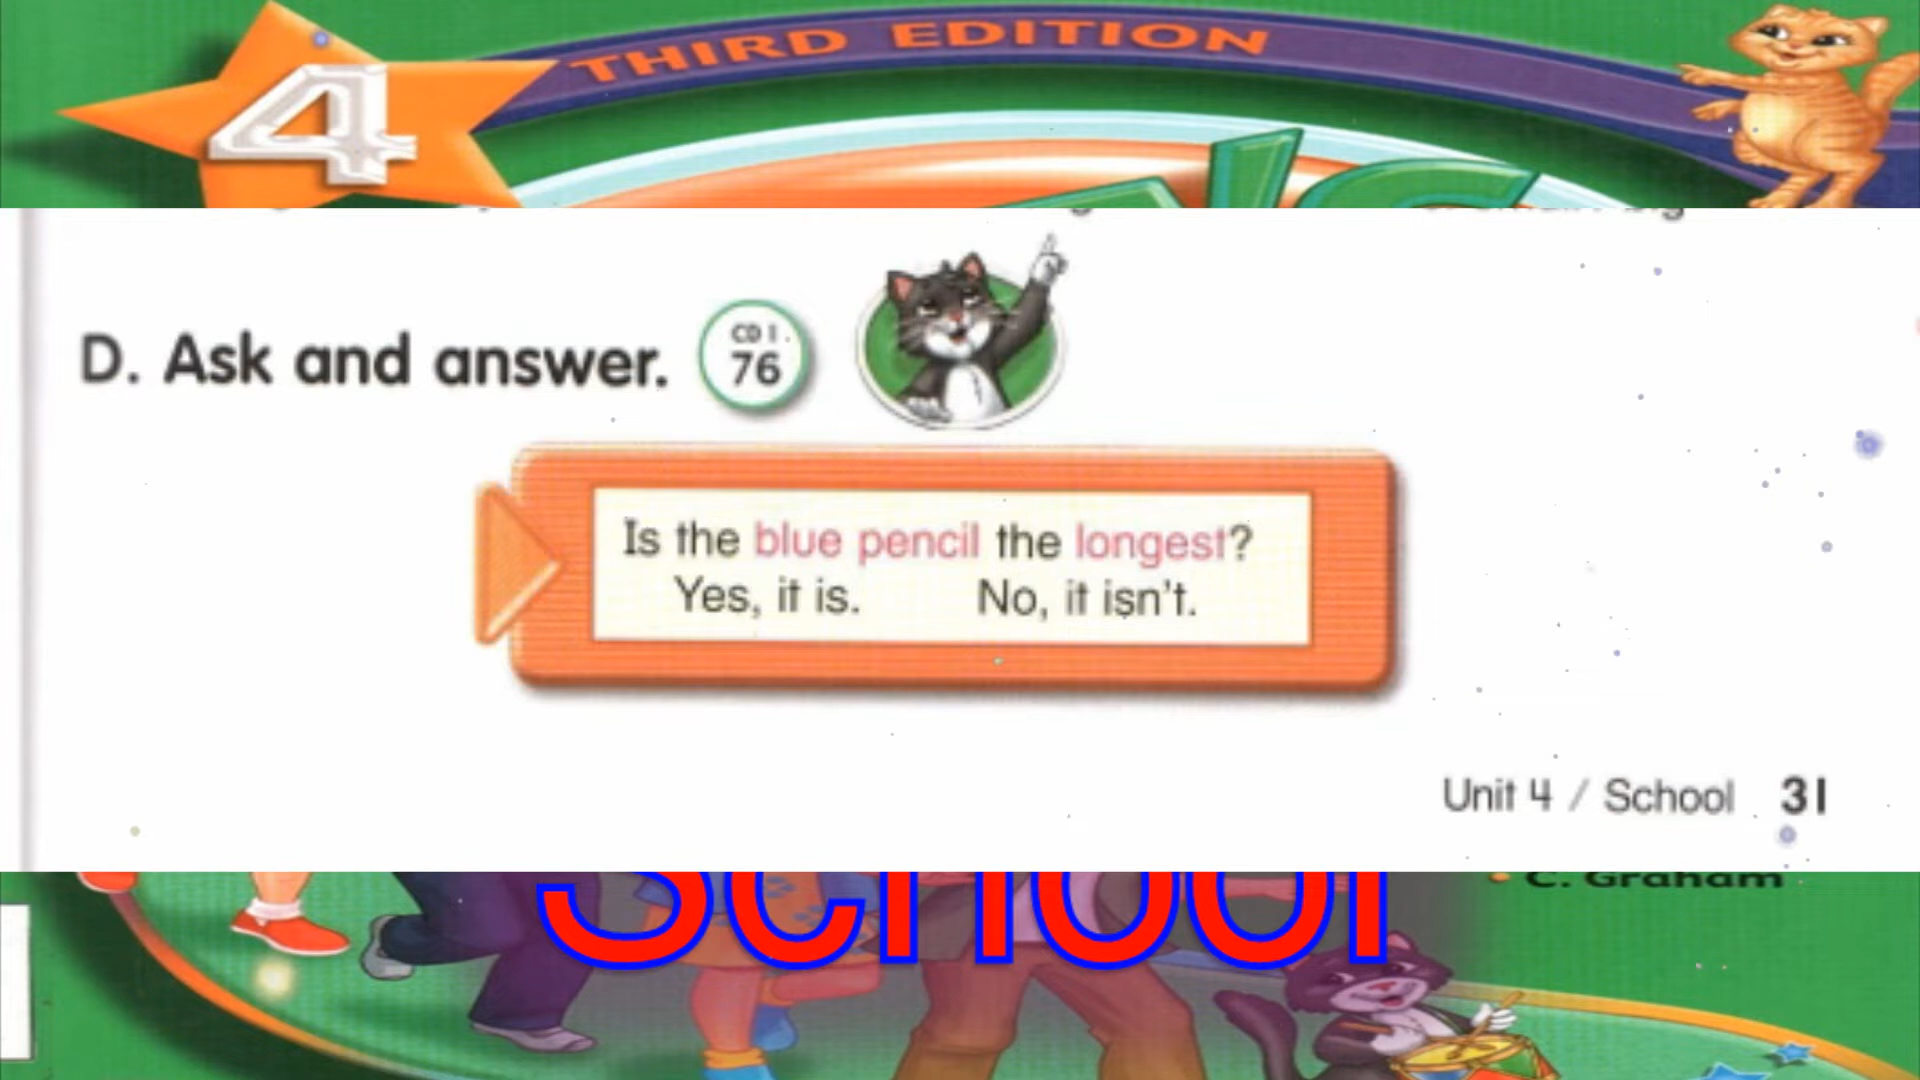 4
THIRD EDITION
D. Ask and answer.
CD 1
76
Is the blue pencil the longest?
Yes, it is. No, it isn't.
Unit 4 / School 31
School
C. Graham